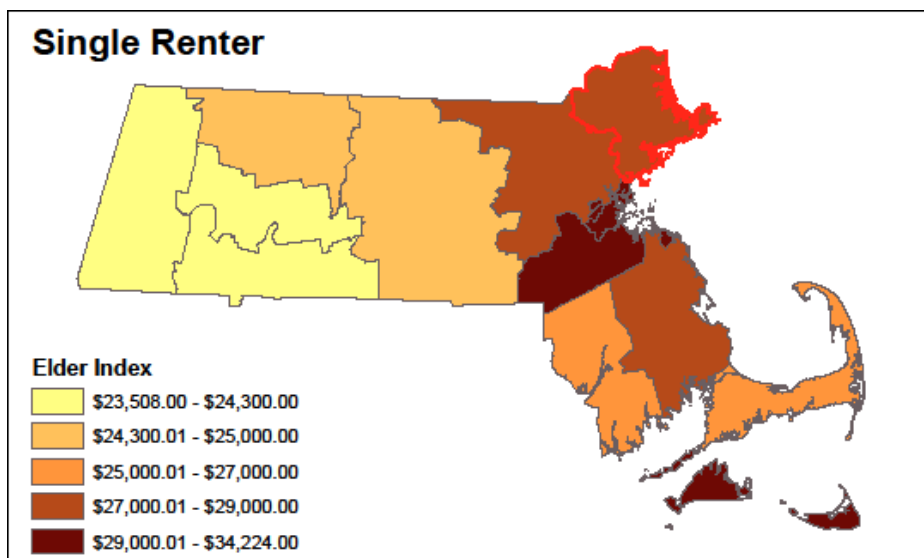 Single Renter
Elder Index
$23,508.00 - $24,300.00
$24,300.01 - $25,000.00
$25,000.01 - $27,000.00
$27,000.01 - $29,000.00
$29,000.01 - $34,224.00